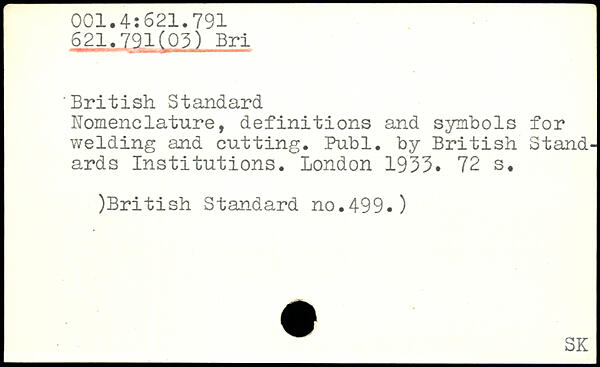 001.4:621.791
621.791(03) Bri
British Standard
Nomenclature, definitions and symbols for
welding and cutting. Publ. by British Stand-
ards Institutions. London 1933. 72 s.
)British Standard no.499.)
SK